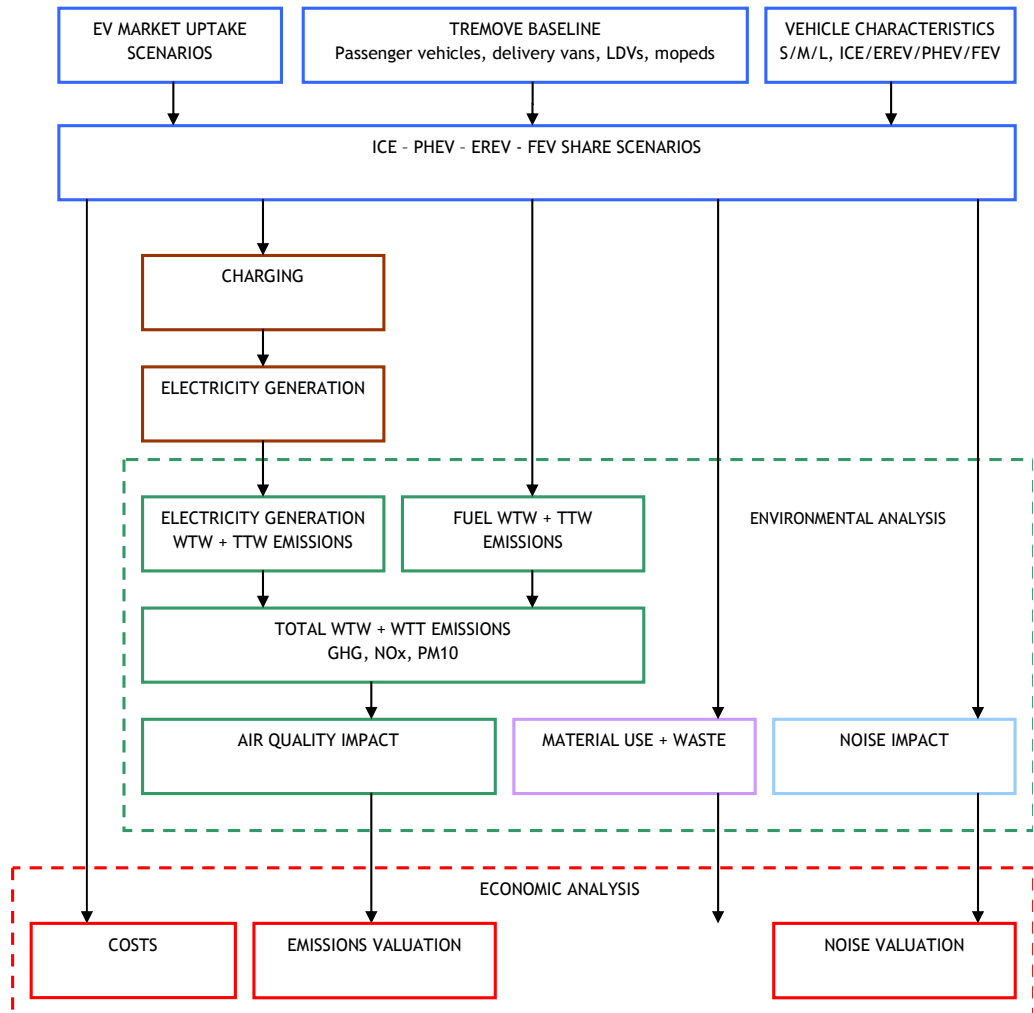 EV MARKET UPTAKE
SCENARIOS
TREMOVE BASELINE
Passenger vehicles, delivery vans, LDVs, mopeds
VEHICLE CHARACTERISTICS
S/M/L, ICE/EREV/PHEV/FEV
ICE – PHEV – EREV - FEV SHARE SCENARIOS
CHARGING
ELECTRICITY GENERATION
ELECTRICITY GENERATION
WTW + TTW EMISSIONS
FUEL WTW + TTW
EMISSIONS
ENVIRONMENTAL ANALYSIS
TOTAL WTW + WTT EMISSIONS
GHG, NOx, PM10
AIR QUALITY IMPACT
MATERIAL USE + WASTE
NOISE IMPACT
ECONOMIC ANALYSIS
COSTS
EMISSIONS VALUATION
NOISE VALUATION